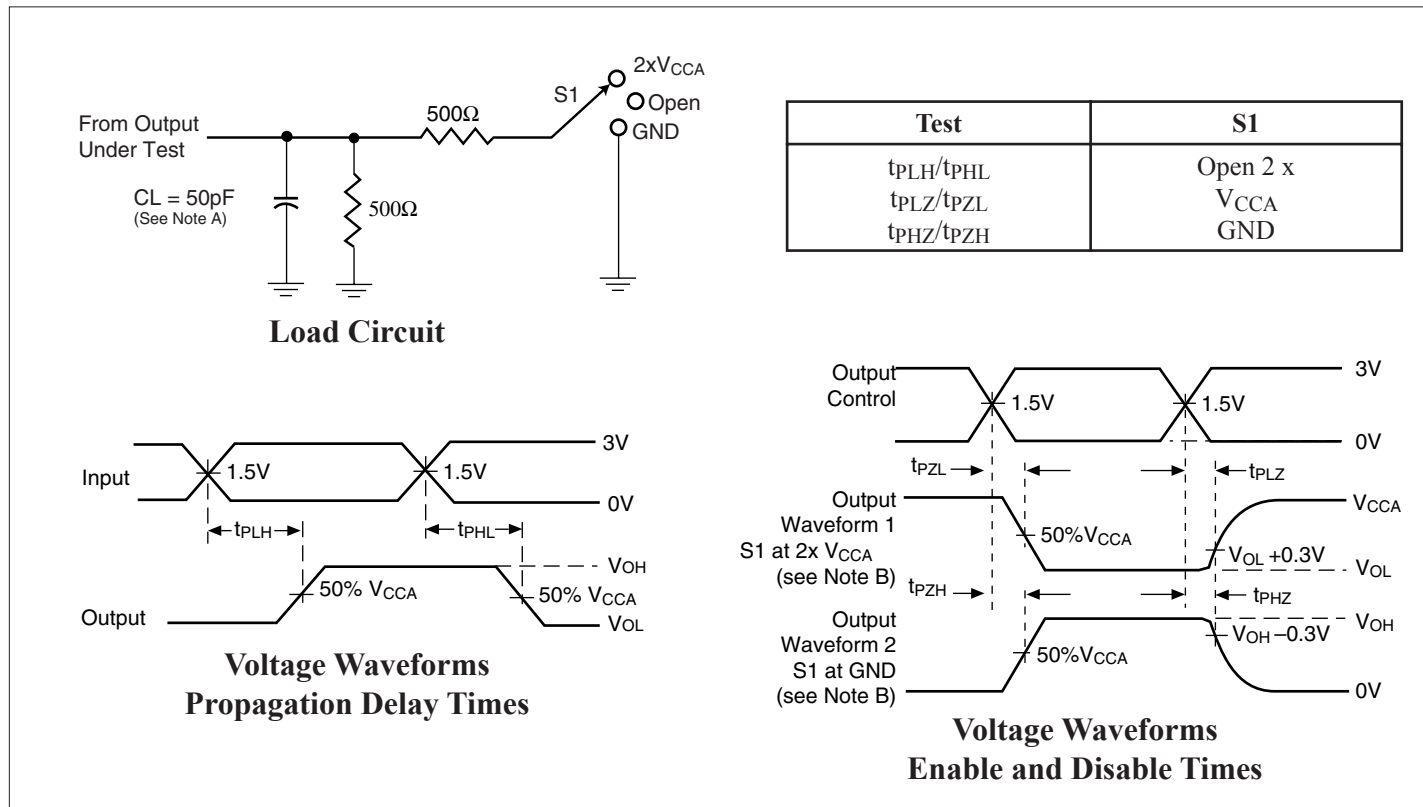 2xVCCA
S1
Open
500Ω
GND
From Output
Under Test
CL = 50pF
(See Note A)
500Ω
Load Circuit
Test S1
tPLH/tPHL Open 2 x
tPLZ/tPZL VCCA
tPHZ/tPZH GND
Input
1.5V
1.5V
3V
0V
tPLH
tPHL
VOH
50% VCCA
50% VCCA
Output
VOL
Voltage Waveforms
Propagation Delay Times
Output
Control
3V
1.5V
1.5V
0V
tPZL
tPLZ
Output
Waveform 1
S1 at 2x VCCA
(see Note B)
VCCA
50%VCCA
VOL +0.3V
VOL
tPZH
tPHZ
Output
Waveform 2
S1 at GND
(see Note B)
VOH
VOH –0.3V
50%VCCA
0V
Voltage Waveforms
Enable and Disable Times